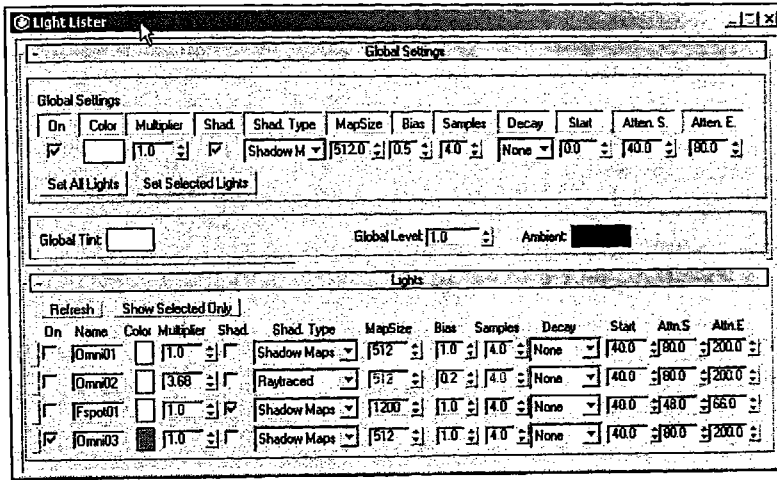 Light Lister
Global Settings
Global Settings
On Color Multiplier Shad. Shad. Type MapSize Bias Samples Decay Start Atten. S. Atten. E.
1.0 Shadow M 512.0 0.5 4.0 None 0.0 40.0 80.0
Set All Lights Set Selected Lights
Global Tint: Global Level: 1.0 Ambient:
Lights
Refresh Show Selected Only
On Name Color Multiplier Shad. Shad. Type MapSize Bias Samples Decay Start Attn.S Attn.E
Omni01 1.0 Shadow Maps 512 1.0 4.0 None 40.0 80.0 200.0
Omni02 3.68 Raytraced 512 0.2 4.0 None 40.0 80.0 200.0
Fspot01 1.0 Shadow Maps 1200 1.0 4.0 None 40.0 48.0 66.0
Omni03 1.0 Shadow Maps 512 1.0 4.0 None 40.0 80.0 200.0